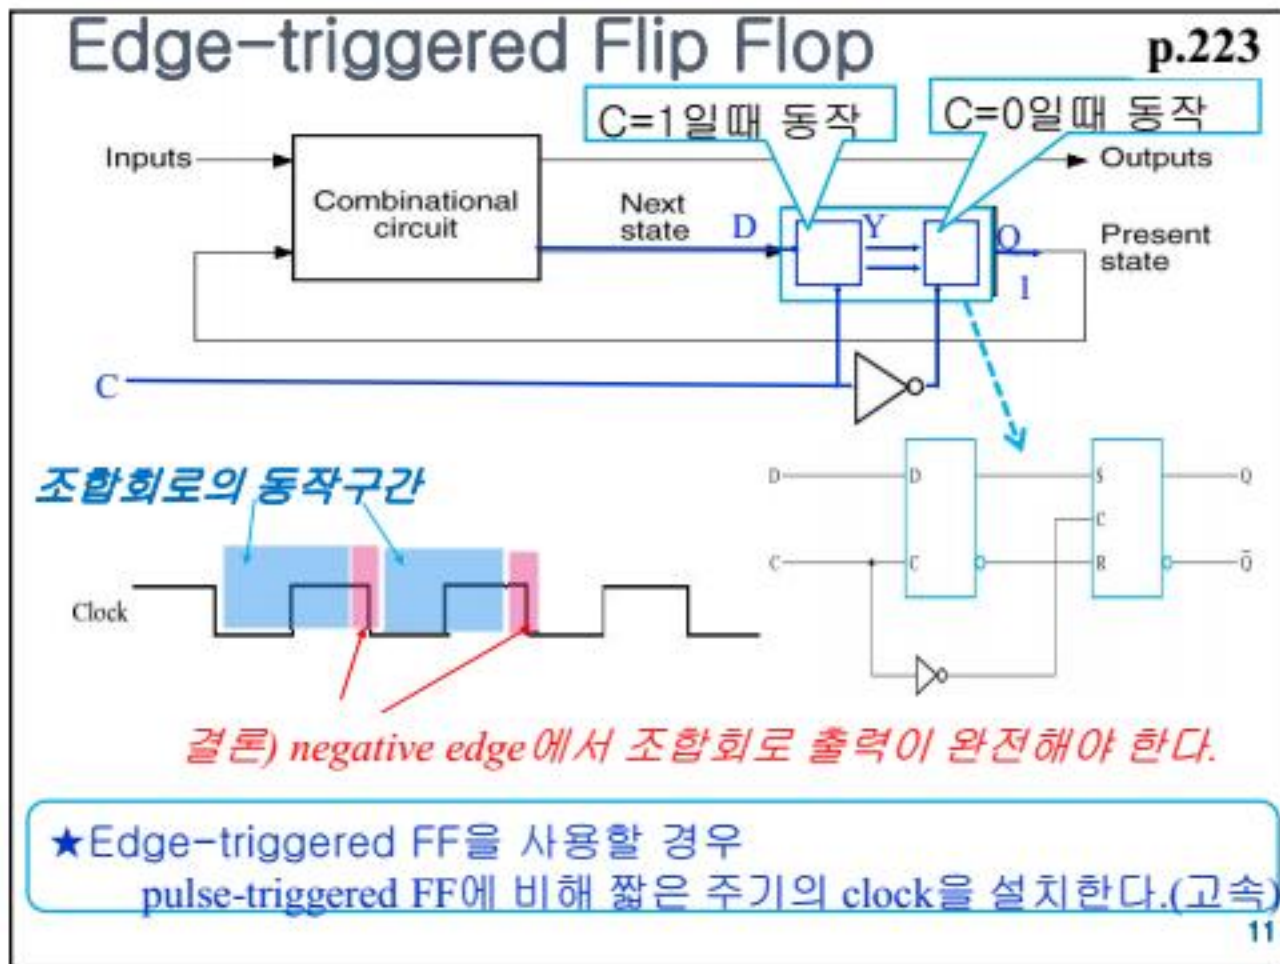 Edge-triggered Flip Flop
p.223
C=1일때 동작
C=0일때 동작
Inputs
Outputs
Combinational
circuit
Next
state
D
Y
Q
1
Present
state
C
조합회로의 동작구간
Clock
D
D
S
Q
C
C
C
R
Q̅
결론) negative edge에서 조합회로 출력이 완전해야 한다.
★Edge-triggered FF을 사용할 경우
pulse-triggered FF에 비해 짧은 주기의 clock을 설치한다.(고속)
11